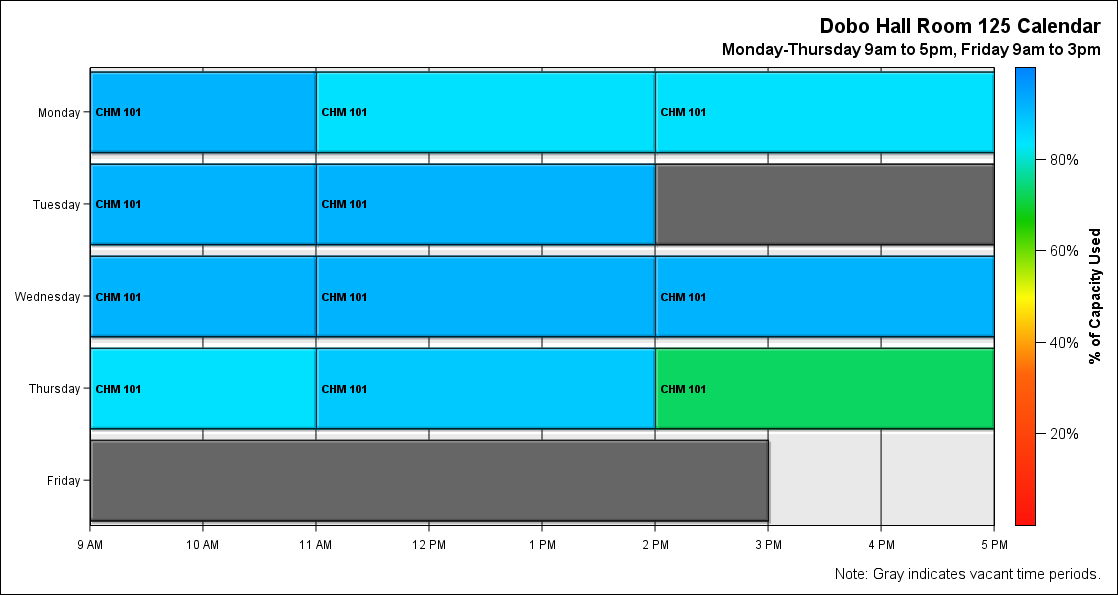 Dobo Hall Room 125 Calendar
Monday-Thursday 9am to 5pm, Friday 9am to 3pm
Monday
CHM 101
CHM 101
CHM 101
Tuesday
CHM 101
CHM 101
Wednesday
CHM 101
CHM 101
CHM 101
Thursday
CHM 101
CHM 101
CHM 101
Friday
9 AM
10 AM
11 AM
12 PM
1 PM
2 PM
3 PM
4 PM
5 PM
80%
60%
40%
20%
% of Capacity Used
Note: Gray indicates vacant time periods.